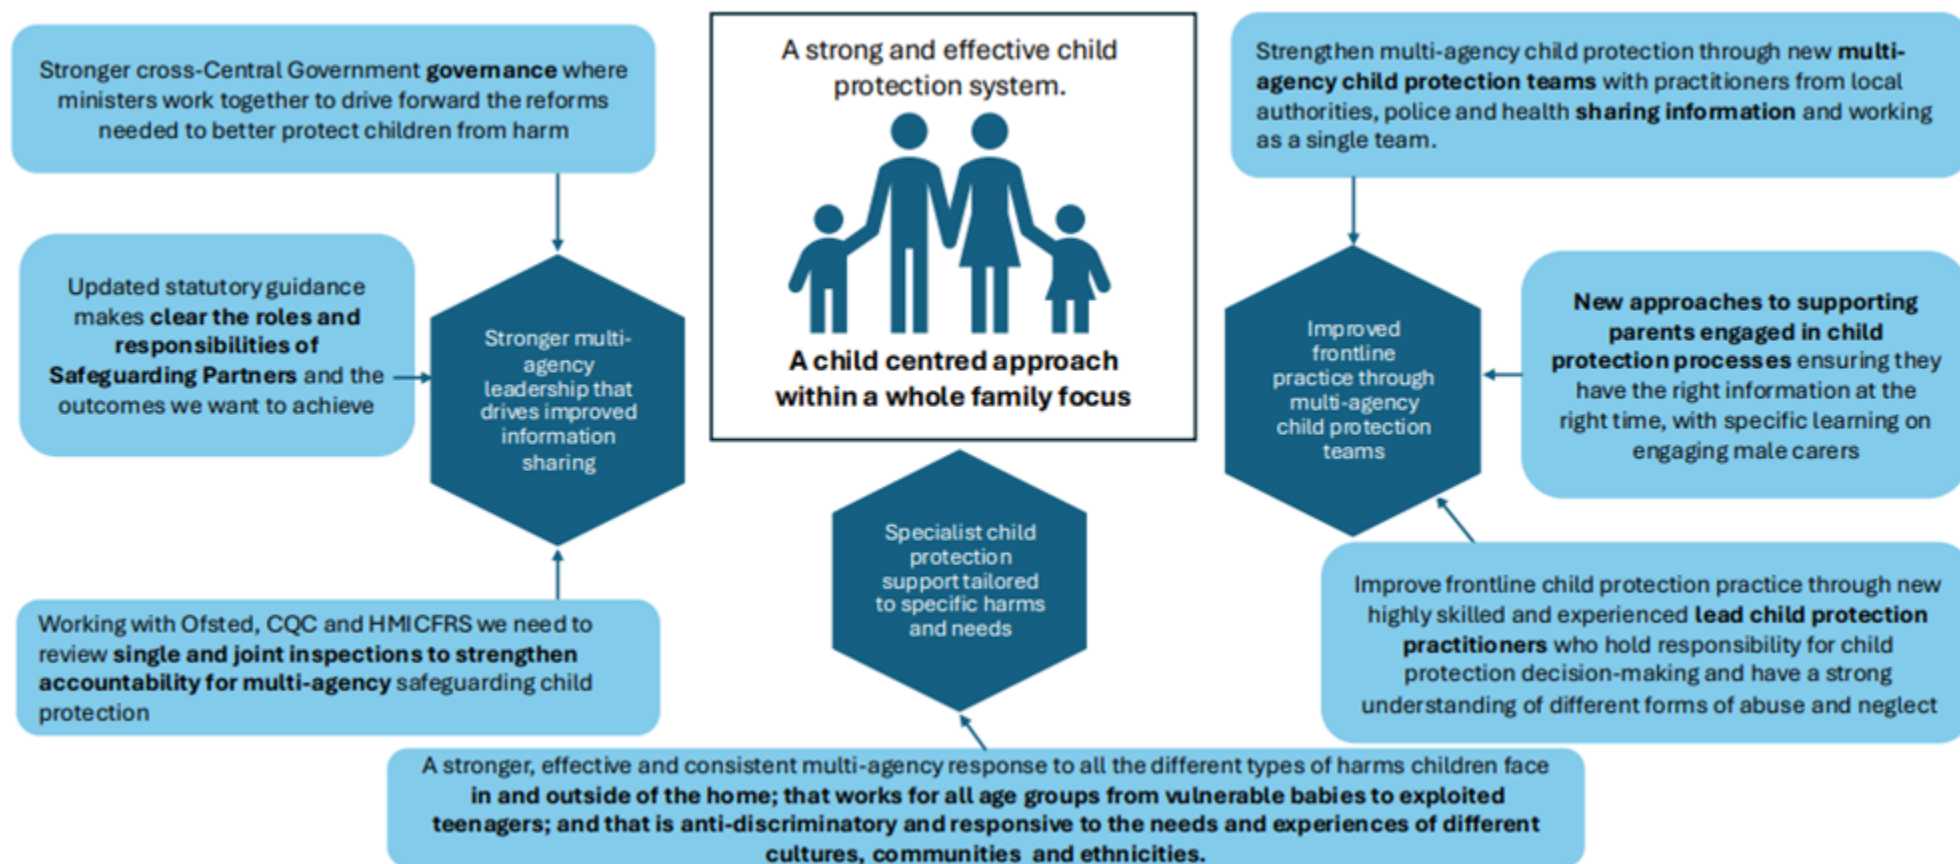 Stronger cross-Central Government governance where
ministers work together to drive forward the reforms
needed to better protect children from harm
Updated statutory guidance
makes clear the roles and
responsibilities of
Safeguarding Partners and the
outcomes we want to achieve
Stronger multi-
agency
leadership that
drives improved
information
sharing
Working with Ofsted, CQC and HMICFRS we need to
review single and joint inspections to strengthen
accountability for multi-agency safeguarding child
protection
A strong and effective child
protection system.
A child centred approach
within a whole family focus
Specialist child
protection
support tailored
to specific harms
and needs
A stronger, effective and consistent multi-agency response to all the different types of harms children face
in and outside of the home; that works for all age groups from vulnerable babies to exploited
teenagers; and that is anti-discriminatory and responsive to the needs and experiences of different
cultures, communities and ethnicities.
Strengthen multi-agency child protection through new multi-
agency child protection teams with practitioners from local
authorities, police and health sharing information and working
as a single team.
Improved
frontline
practice through
multi-agency
child protection
teams
New approaches to supporting
parents engaged in child
protection processes ensuring they
have the right information at the
right time, with specific learning on
engaging male carers
Improve frontline child protection practice through new
highly skilled and experienced lead child protection
practitioners who hold responsibility for child
protection decision-making and have a strong
understanding of different forms of abuse and neglect